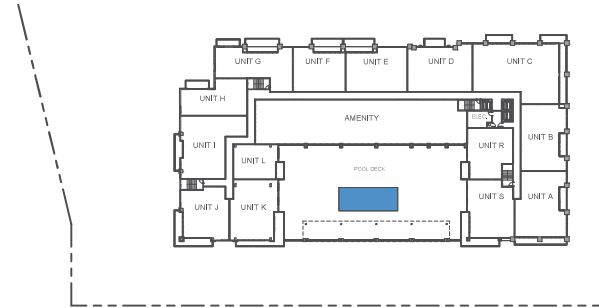 UNIT G
UNIT F
UNIT E
UNIT D
UNIT C
UNIT H
AMENITY
ELEC.
UNIT I
UNIT L
UNIT R
UNIT B
POOL DECK
UNIT J
UNIT K
UNIT S
UNIT A